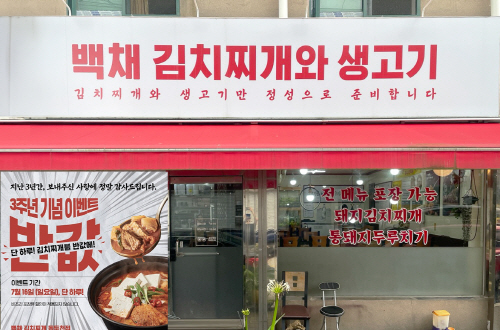 백채 김치찌개와 생고기
김치찌개와 생고기만 정성으로 준비합니다
지난 3년간, 보내주신 사랑에 정말 감사드립니다.
3주년 기념 이벤트
반값
단 하루! 김치찌개를 반값에!
이벤트 기간
7월 16일 (일요일), 단 하루!
전 메뉴 포장 가능
돼지김치찌개
통돼지두루치기